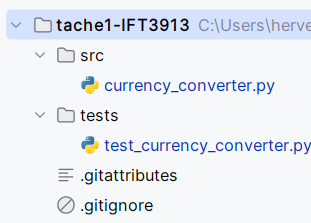 tache1-IFT3913 C:\Users\herve
src
currency_converter.py
tests
test_currency_converter.py
.gitattributes
.gitignore